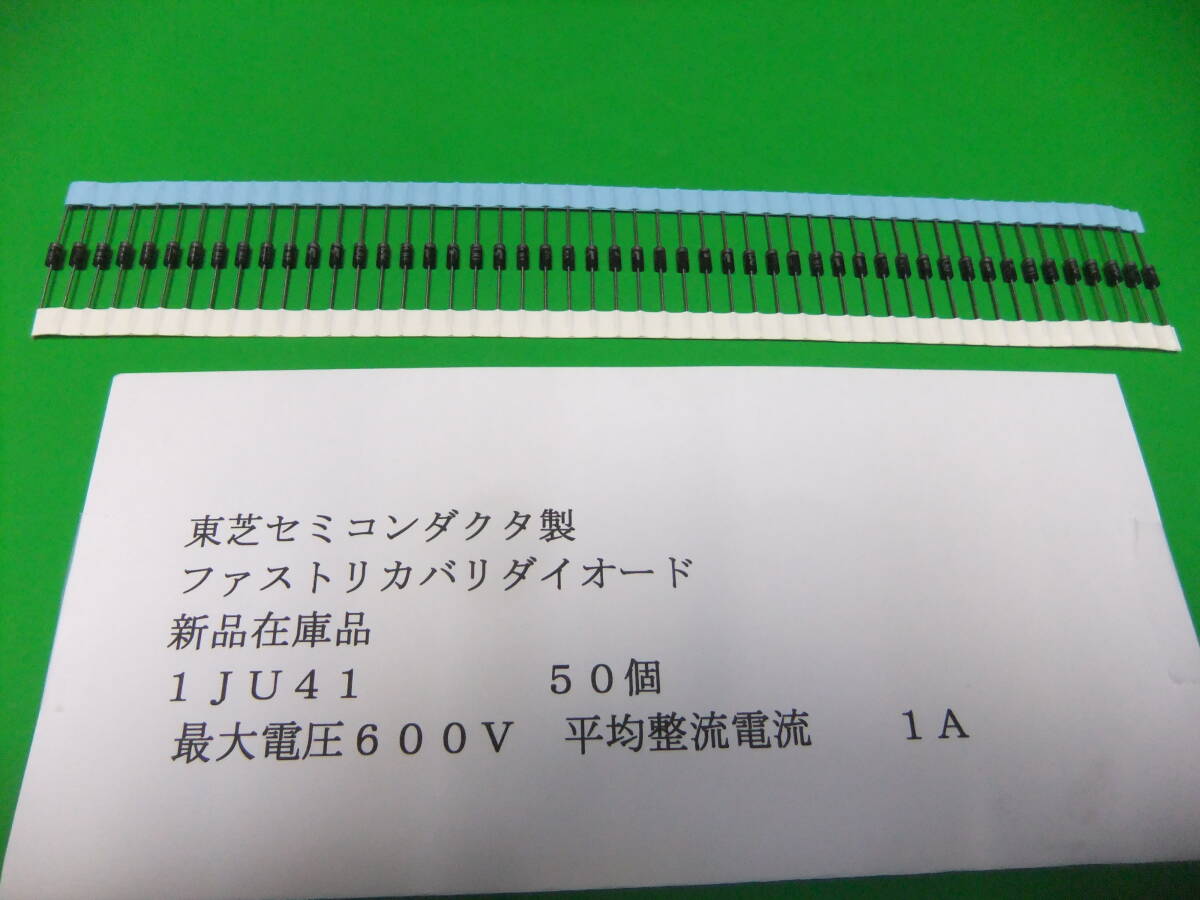 東芝セミコンダクタ製
ファストリカバリダイオード
新品在庫品
１ＪＵ４１　　　　５０個
最大電圧６００Ｖ　平均整流電流　　１Ａ